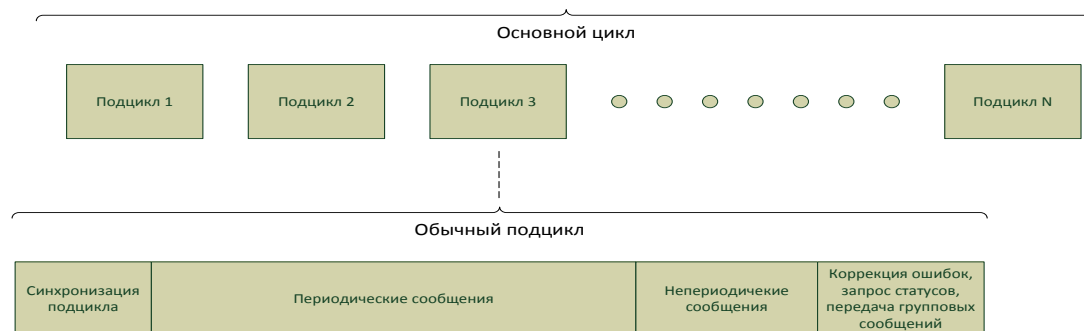 Основной цикл
Подцикл 1
Подцикл 2
Подцикл 3
Подцикл N
Обычный подцикл
Синхронизация
подцикла
Периодические сообщения
Непериодичекие
сообщения
Коррекция ошибок,
запрос статусов,
передача групповых
сообщений